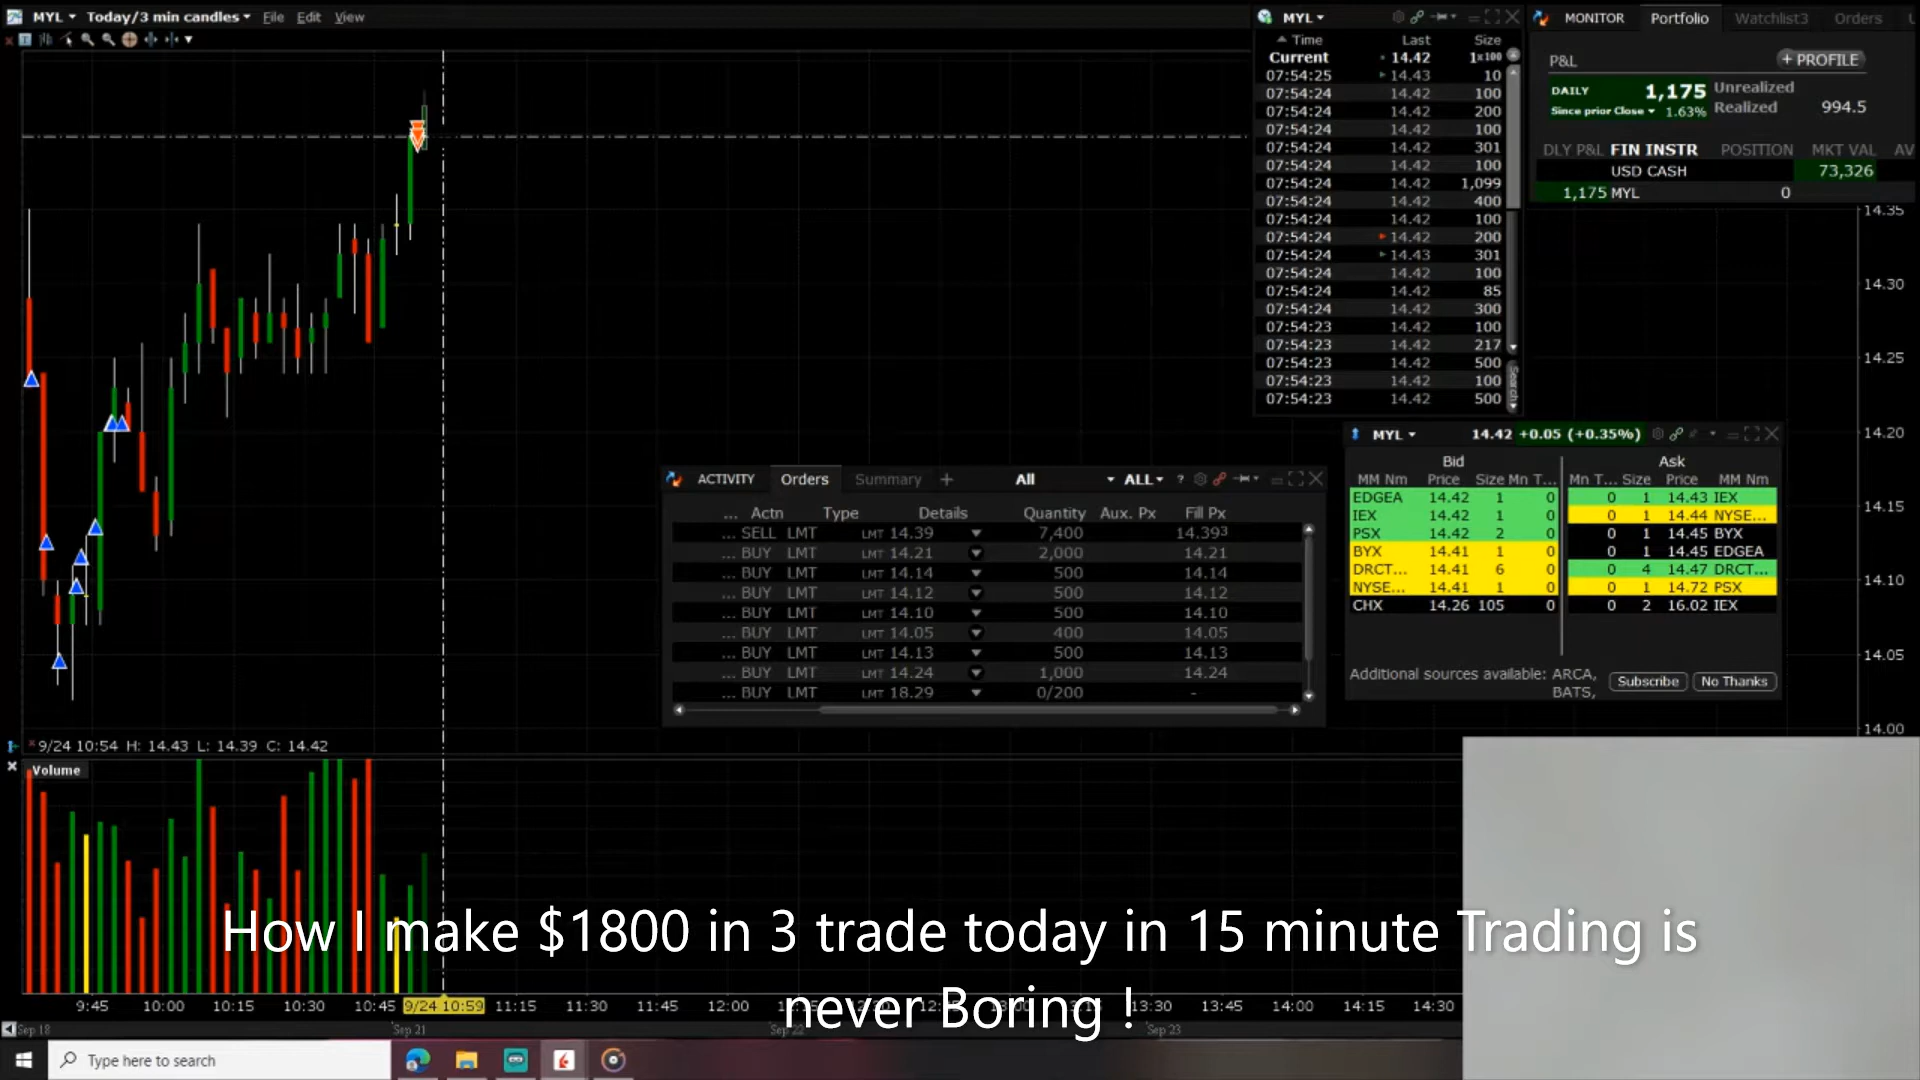 MYL Today/3 min candles File Edit View
MYL
Time Last Size
Current 14.42 1x100
07:54:25 14.43 10
07:54:24 14.42 100
07:54:24 14.42 200
07:54:24 14.42 100
07:54:24 14.42 301
07:54:24 14.42 100
07:54:24 14.42 1,099
07:54:24 14.42 400
07:54:24 14.42 100
07:54:24 14.42 200
07:54:24 14.43 301
07:54:24 14.42 100
07:54:24 14.42 85
07:54:24 14.42 300
07:54:23 14.42 100
07:54:23 14.42 217
07:54:23 14.42 500
07:54:23 14.42 100
07:54:23 14.42 500
Search
MONITOR Portfolio Watchlist3 Orders
P&L + PROFILE
DAILY 1,175 Unrealized
Since prior Close 1.63% Realized 994.5
DLY P&L FIN INSTR POSITION MKT VAL AV
USD CASH 73,326
1,175 MYL 0
14.35
14.30
14.25
14.20
14.15
14.10
14.05
14.00
MYL 14.42 +0.05 (+0.35%)
Bid Ask
MM Nm Price Size Mn T... Mn T... Size Price MM Nm
EDGEA 14.42 1 0 0 1 14.43 IEX
IEX 14.42 1 0 0 1 14.44 NYSE...
PSX 14.42 2 0 0 1 14.45 BYX
BYX 14.41 1 0 0 1 14.45 EDGEA
DRCT... 14.41 6 0 0 4 14.47 DRCT...
NYSE... 14.41 1 0 0 1 14.72 PSX
CHX 14.26 105 0 0 2 16.02 IEX
Additional sources available: ARCA, BATS, Subscribe No Thanks
ACTIVITY Orders Summary + All ALL ?
... Actn Type Details Quantity Aux. Px Fill Px
... SELL LMT LMT 14.39 7,400 14.393
... BUY LMT LMT 14.21 2,000 14.21
... BUY LMT LMT 14.14 500 14.14
... BUY LMT LMT 14.12 500 14.12
... BUY LMT LMT 14.10 500 14.10
... BUY LMT LMT 14.05 400 14.05
... BUY LMT LMT 14.13 500 14.13
... BUY LMT LMT 14.24 1,000 14.24
... BUY LMT LMT 18.29 0/200 -
9/24 10:54 H: 14.43 L: 14.39 C: 14.42
Volume
How I make $1800 in 3 trade today in 15 minute Trading is
never Boring !
9:45 10:00 10:15 10:30 10:45 9/24 10:59 11:15 11:30 11:45 12:00 12:15 12:30 13:30 13:45 14:00 14:15 14:30
Sep 18 Sep 21 Sep 22 Sep 23
Type here to search